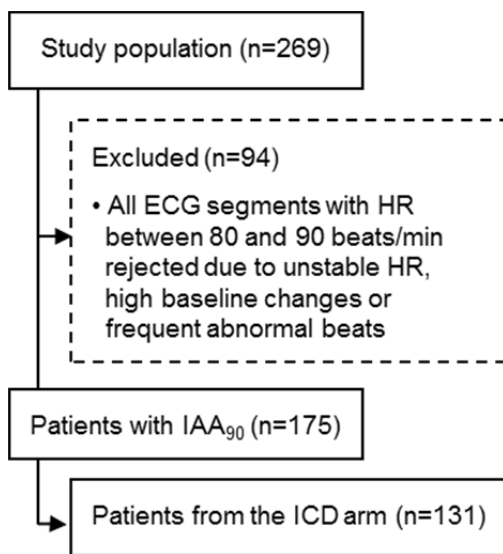 Study population (n=269)
Excluded (n=94)
• All ECG segments with HR
between 80 and 90 beats/min
rejected due to unstable HR,
high baseline changes or
frequent abnormal beats
Patients with IAA₉₀ (n=175)
Patients from the ICD arm (n=131)